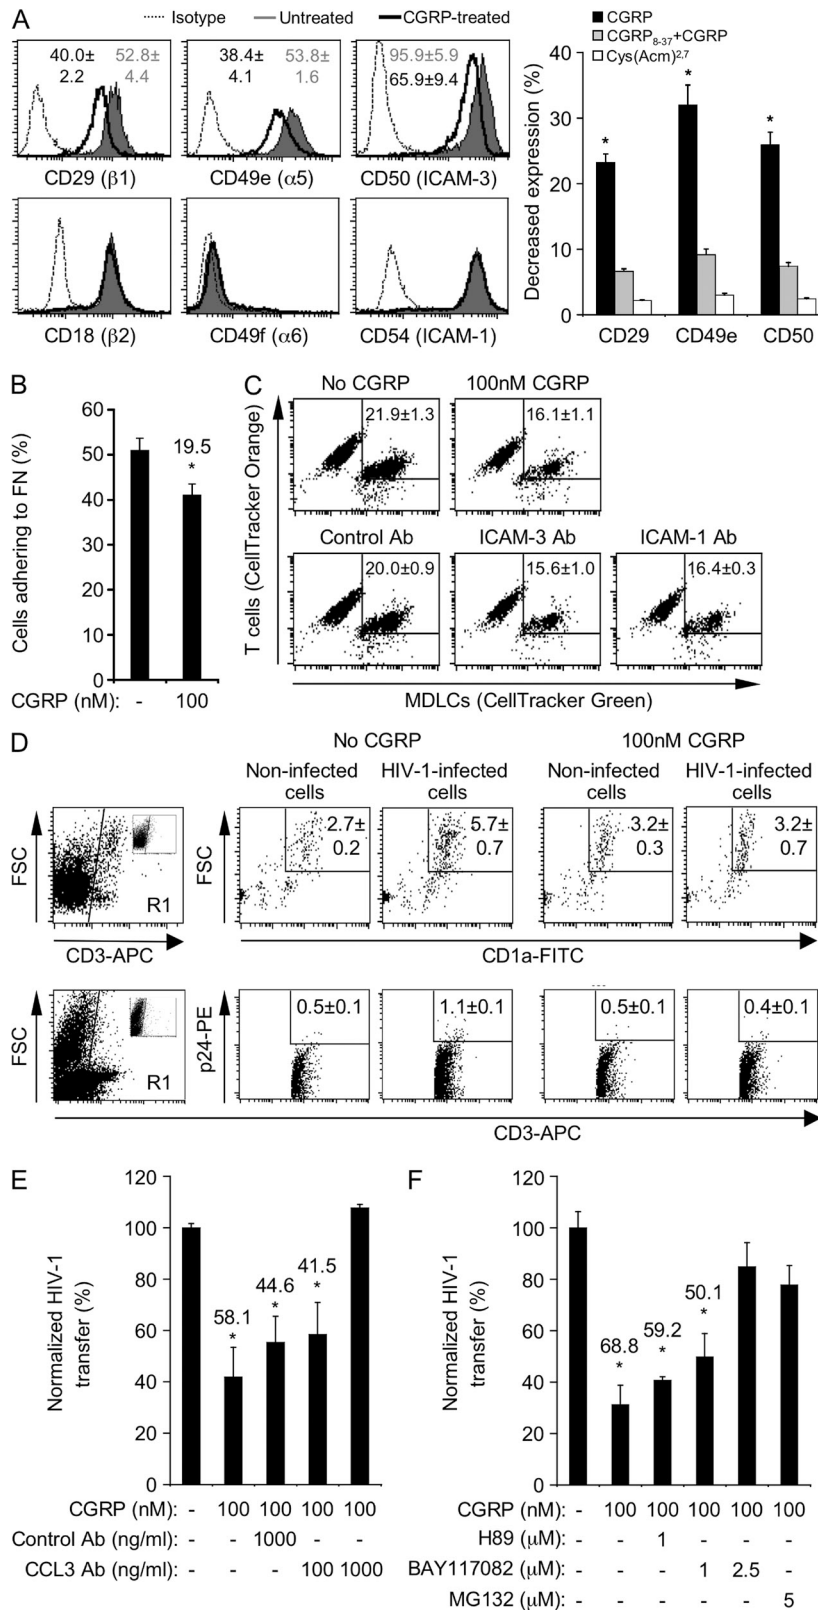 A
Isotype Untreated CGRP-treated
CGRP
CGRP8-37+CGRP
Cys(Acm)2,7
40.0± 52.8±
2.2 4.4
38.4± 53.8±
4.1 1.6
95.9±5.9
65.9±9.4
CD29 (β1) CD49e (α5) CD50 (ICAM-3)
CD18 (β2) CD49f (α6) CD54 (ICAM-1)
Decreased expression (%)
40
30
20
10
0
* * *
CD29 CD49e CD50
B
Cells adhering to FN (%)
60
50
40
30
20
10
0
19.5
*
CGRP (nM): - 100
C
No CGRP 100nM CGRP
21.9±1.3 16.1±1.1
Control Ab ICAM-3 Ab ICAM-1 Ab
20.0±0.9 15.6±1.0 16.4±0.3
T cells (CellTracker Orange)
MDLCs (CellTracker Green)
D
No CGRP 100nM CGRP
Non-infected HIV-1-infected Non-infected HIV-1-infected
cells cells cells cells
FSC
R1
CD3-APC
FSC
2.7± 5.7± 3.2± 3.2±
0.2 0.7 0.3 0.7
CD1a-FITC
FSC
R1
p24-PE
0.5±0.1 1.1±0.1 0.5±0.1 0.4±0.1
CD3-APC
E
Normalized HIV-1
transfer (%)
120
100
80
60
40
20
0
58.1 44.6 41.5
* * *
CGRP (nM): - 100 100 100 100
Control Ab (ng/ml): - - 1000 - -
CCL3 Ab (ng/ml): - - - 100 1000
F
Normalized HIV-1
transfer (%)
120
100
80
60
40
20
0
68.8 59.2 50.1
* * *
CGRP (nM): - 100 100 100 100 100
H89 (μM): - - 1 - - -
BAY117082 (μM): - - - 1 2.5 -
MG132 (μM): - - - - - 5